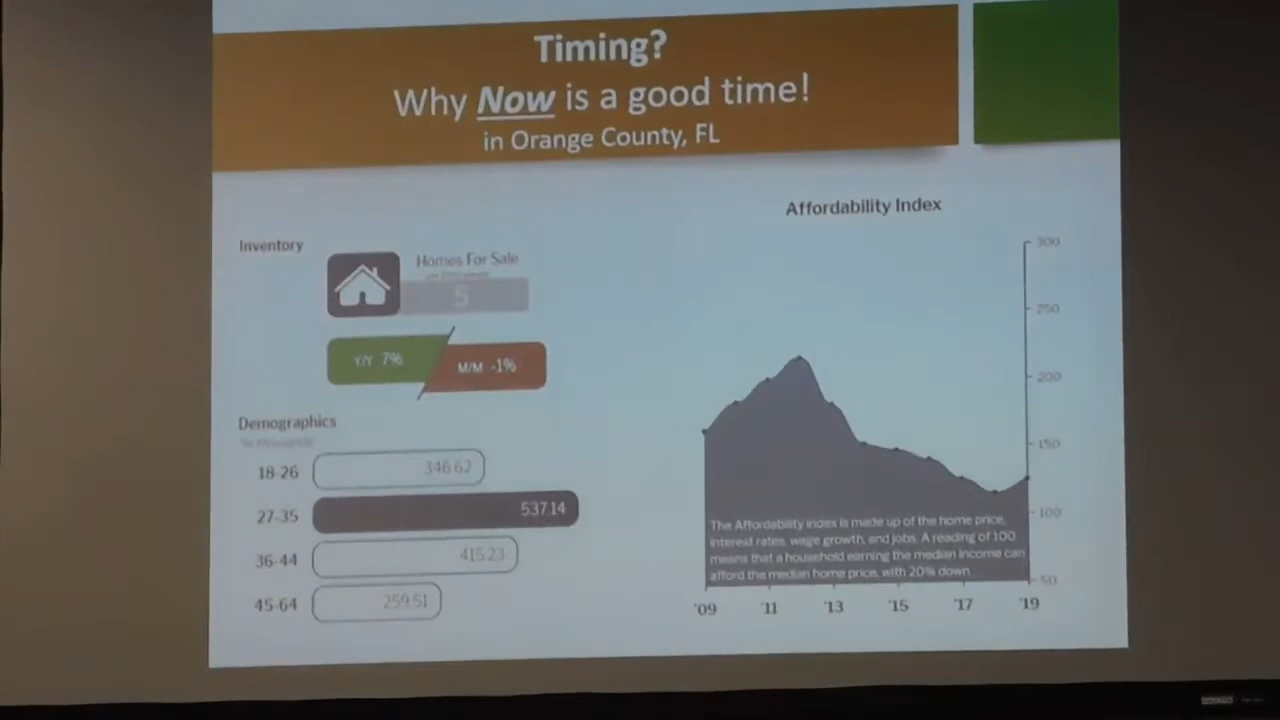 Timing?
Why Now is a good time!
in Orange County, FL
Inventory
Homes For Sale
5
Y/Y 7%
M/M -1%
Demographics
18-26 346.62
27-35 537.14
36-44 415.23
45-64 259.51
Affordability Index
300
250
200
150
100
50
The Affordability index is made up of the home price,
interest rates, wage growth, and jobs. A reading of 100
means that a household earning the median income can
afford the median home price, with 20% down
'09 '11 '13 '15 '17 '19